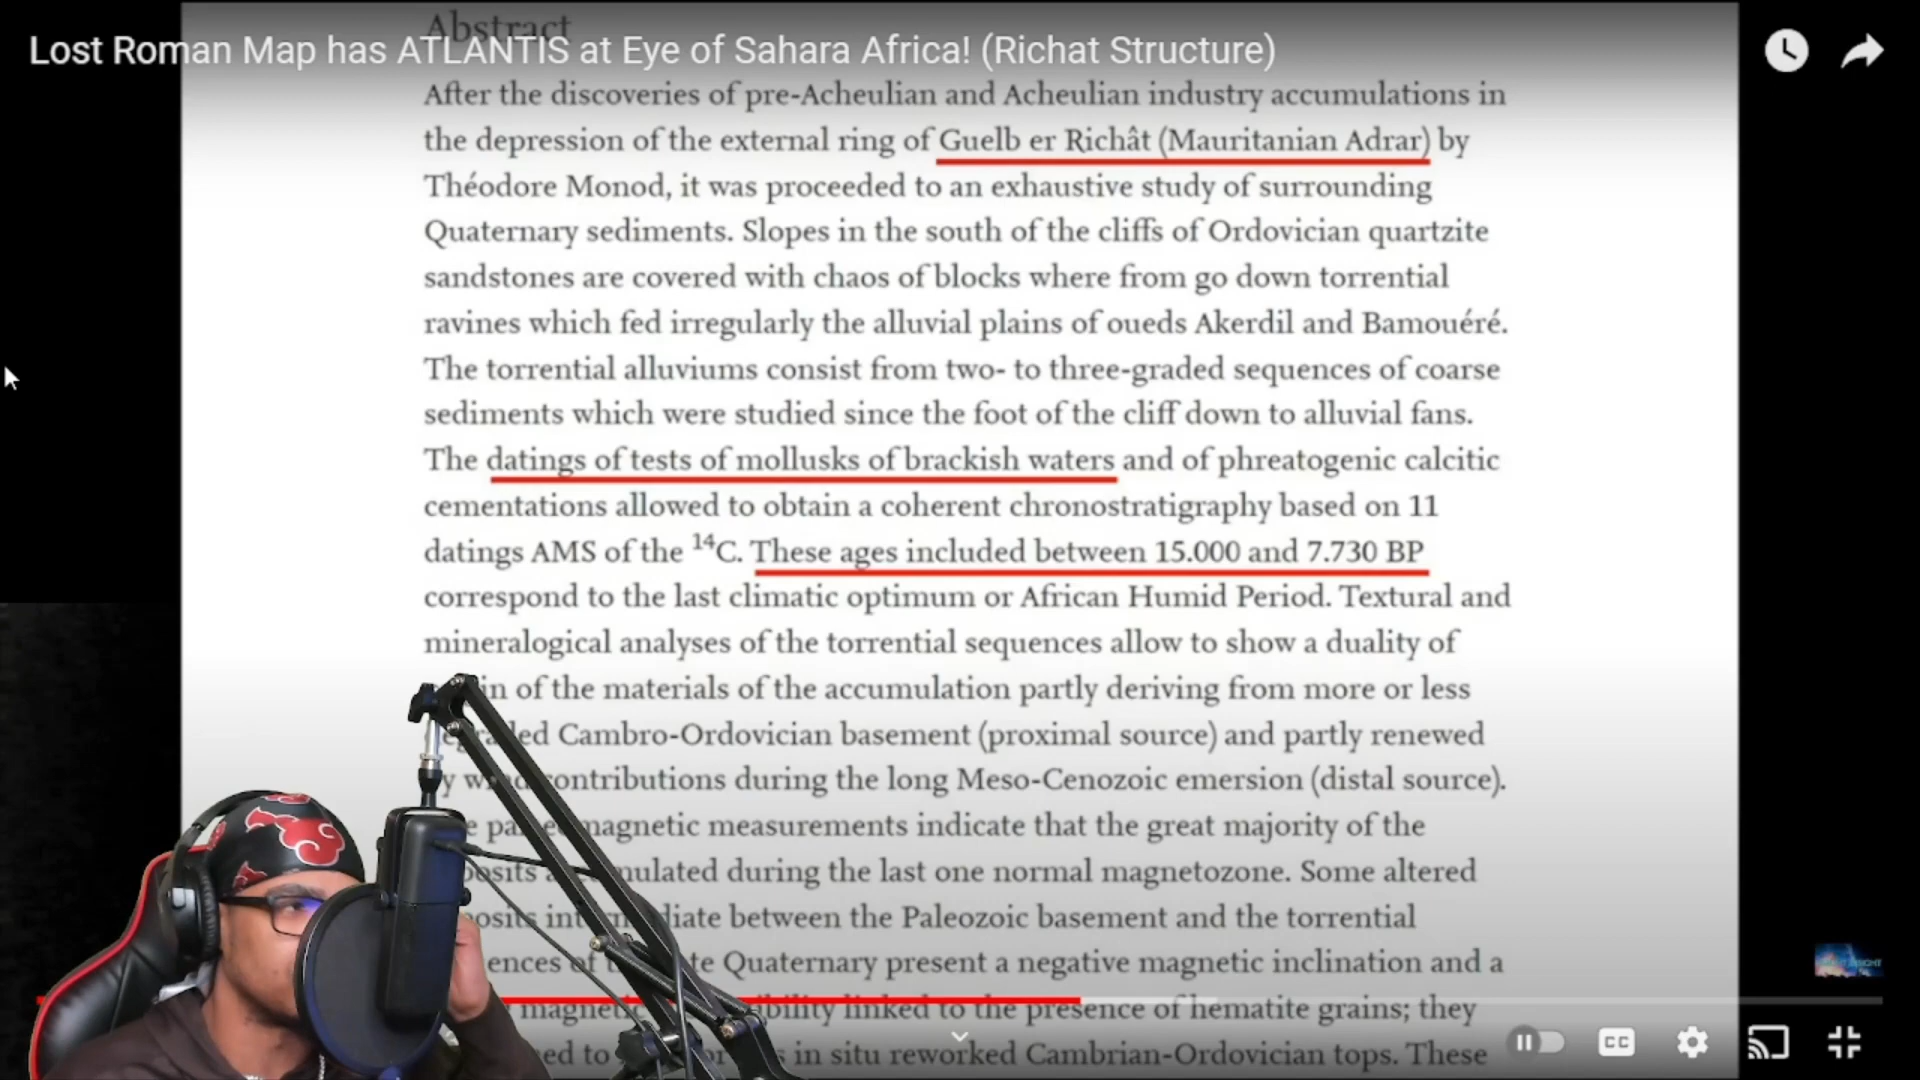 Abstract
Lost Roman Map has ATLANTIS at Eye of Sahara Africa! (Richat Structure)
After the discoveries of pre-Acheulian and Acheulian industry accumulations in
the depression of the external ring of Guelb er Richât (Mauritanian Adrar) by
Théodore Monod, it was proceeded to an exhaustive study of surrounding
Quaternary sediments. Slopes in the south of the cliffs of Ordovician quartzite
sandstones are covered with chaos of blocks where from go down torrential
ravines which fed irregularly the alluvial plains of oueds Akerdil and Bamouéré.
The torrential alluviums consist from two- to three-graded sequences of coarse
sediments which were studied since the foot of the cliff down to alluvial fans.
The datings of tests of mollusks of brackish waters and of phreatogenic calcitic
cementations allowed to obtain a coherent chronostratigraphy based on 11
datings AMS of the ¹⁴C. These ages included between 15.000 and 7.730 BP
correspond to the last climatic optimum or African Humid Period. Textural and
mineralogical analyses of the torrential sequences allow to show a duality of
of the materials of the accumulation partly deriving from more or less
Cambro-Ordovician basement (proximal source) and partly renewed
contributions during the long Meso-Cenozoic emersion (distal source).
measurements indicate that the great majority of the
during the last one normal magnetozone. Some altered
between the Paleozoic basement and the torrential
Quaternary present a negative magnetic inclination and a
linked to the presence of hematite grains; they
in situ reworked Cambrian-Ordovician tops. These
CC